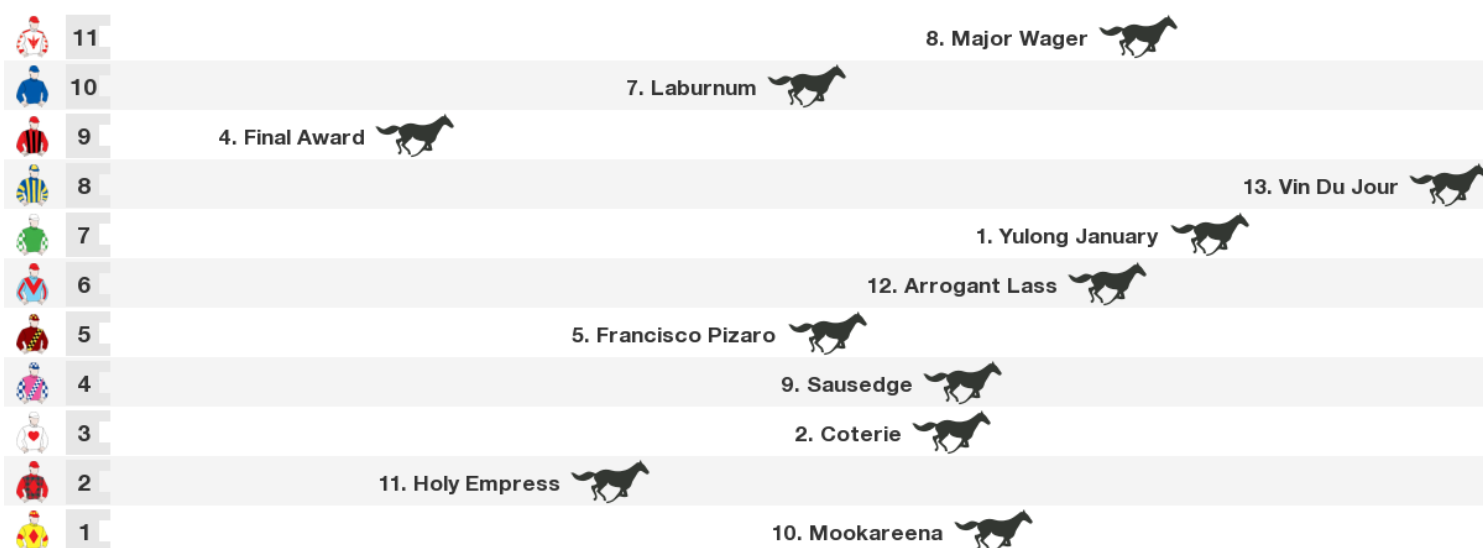 11 8. Major Wager
10 7. Laburnum
9 4. Final Award
8 13. Vin Du Jour
7 1. Yulong January
6 12. Arrogant Lass
5 5. Francisco Pizaro
4 9. Sausedge
3 2. Coterie
2 11. Holy Empress
1 10. Mookareena